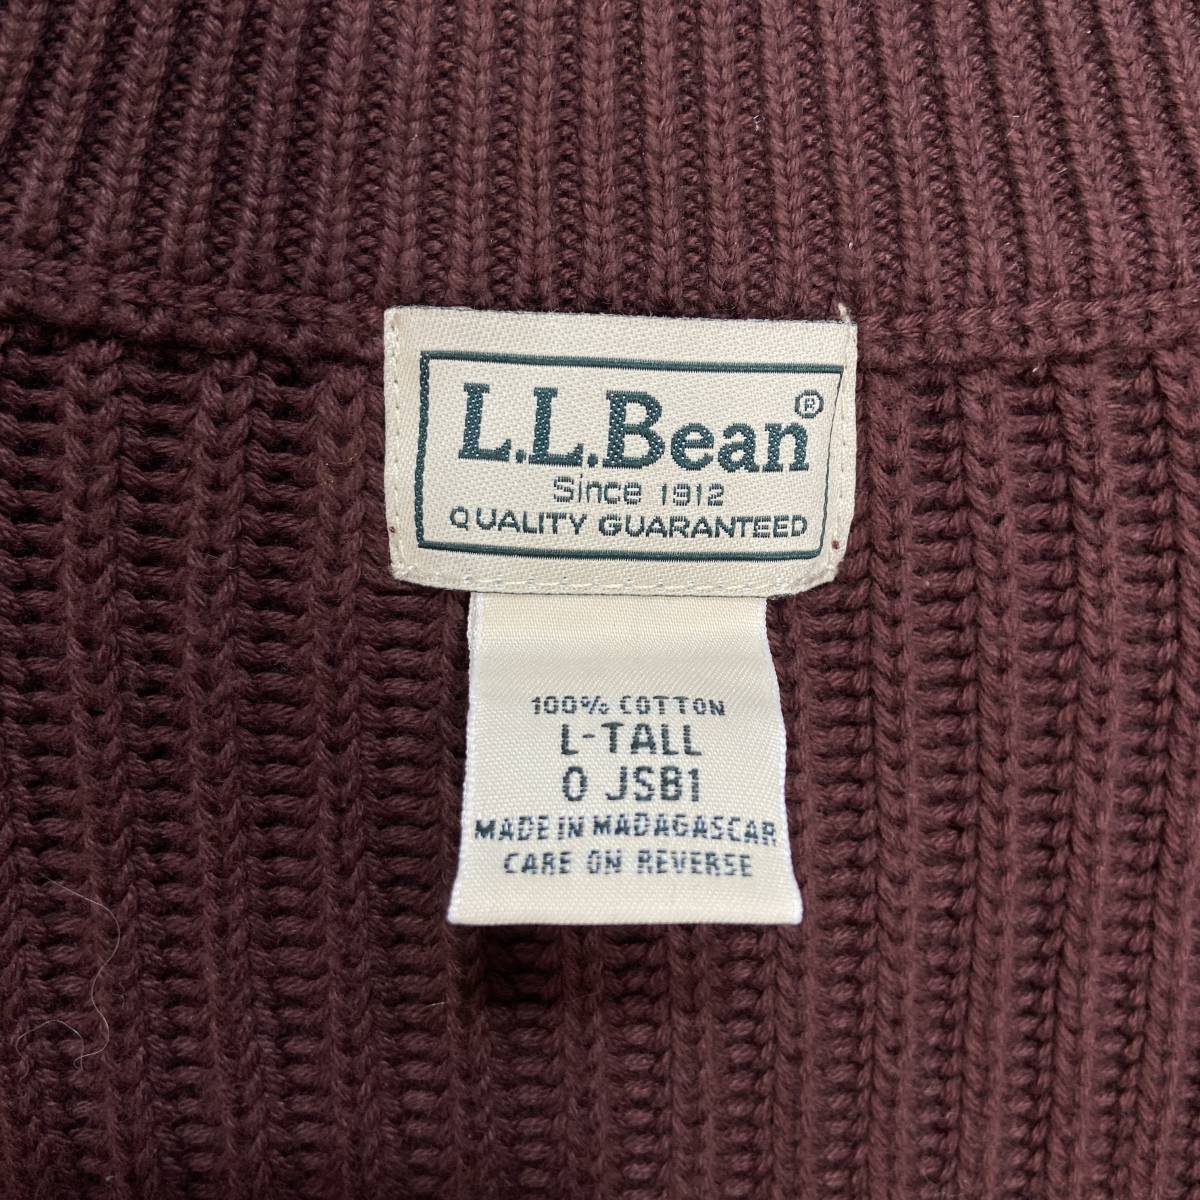 L.L.Bean®
Since 1912
QUALITY GUARANTEED
100% COTTON
L-TALL
0 JSB1
MADE IN MADAGASCAR
CARE ON REVERSE